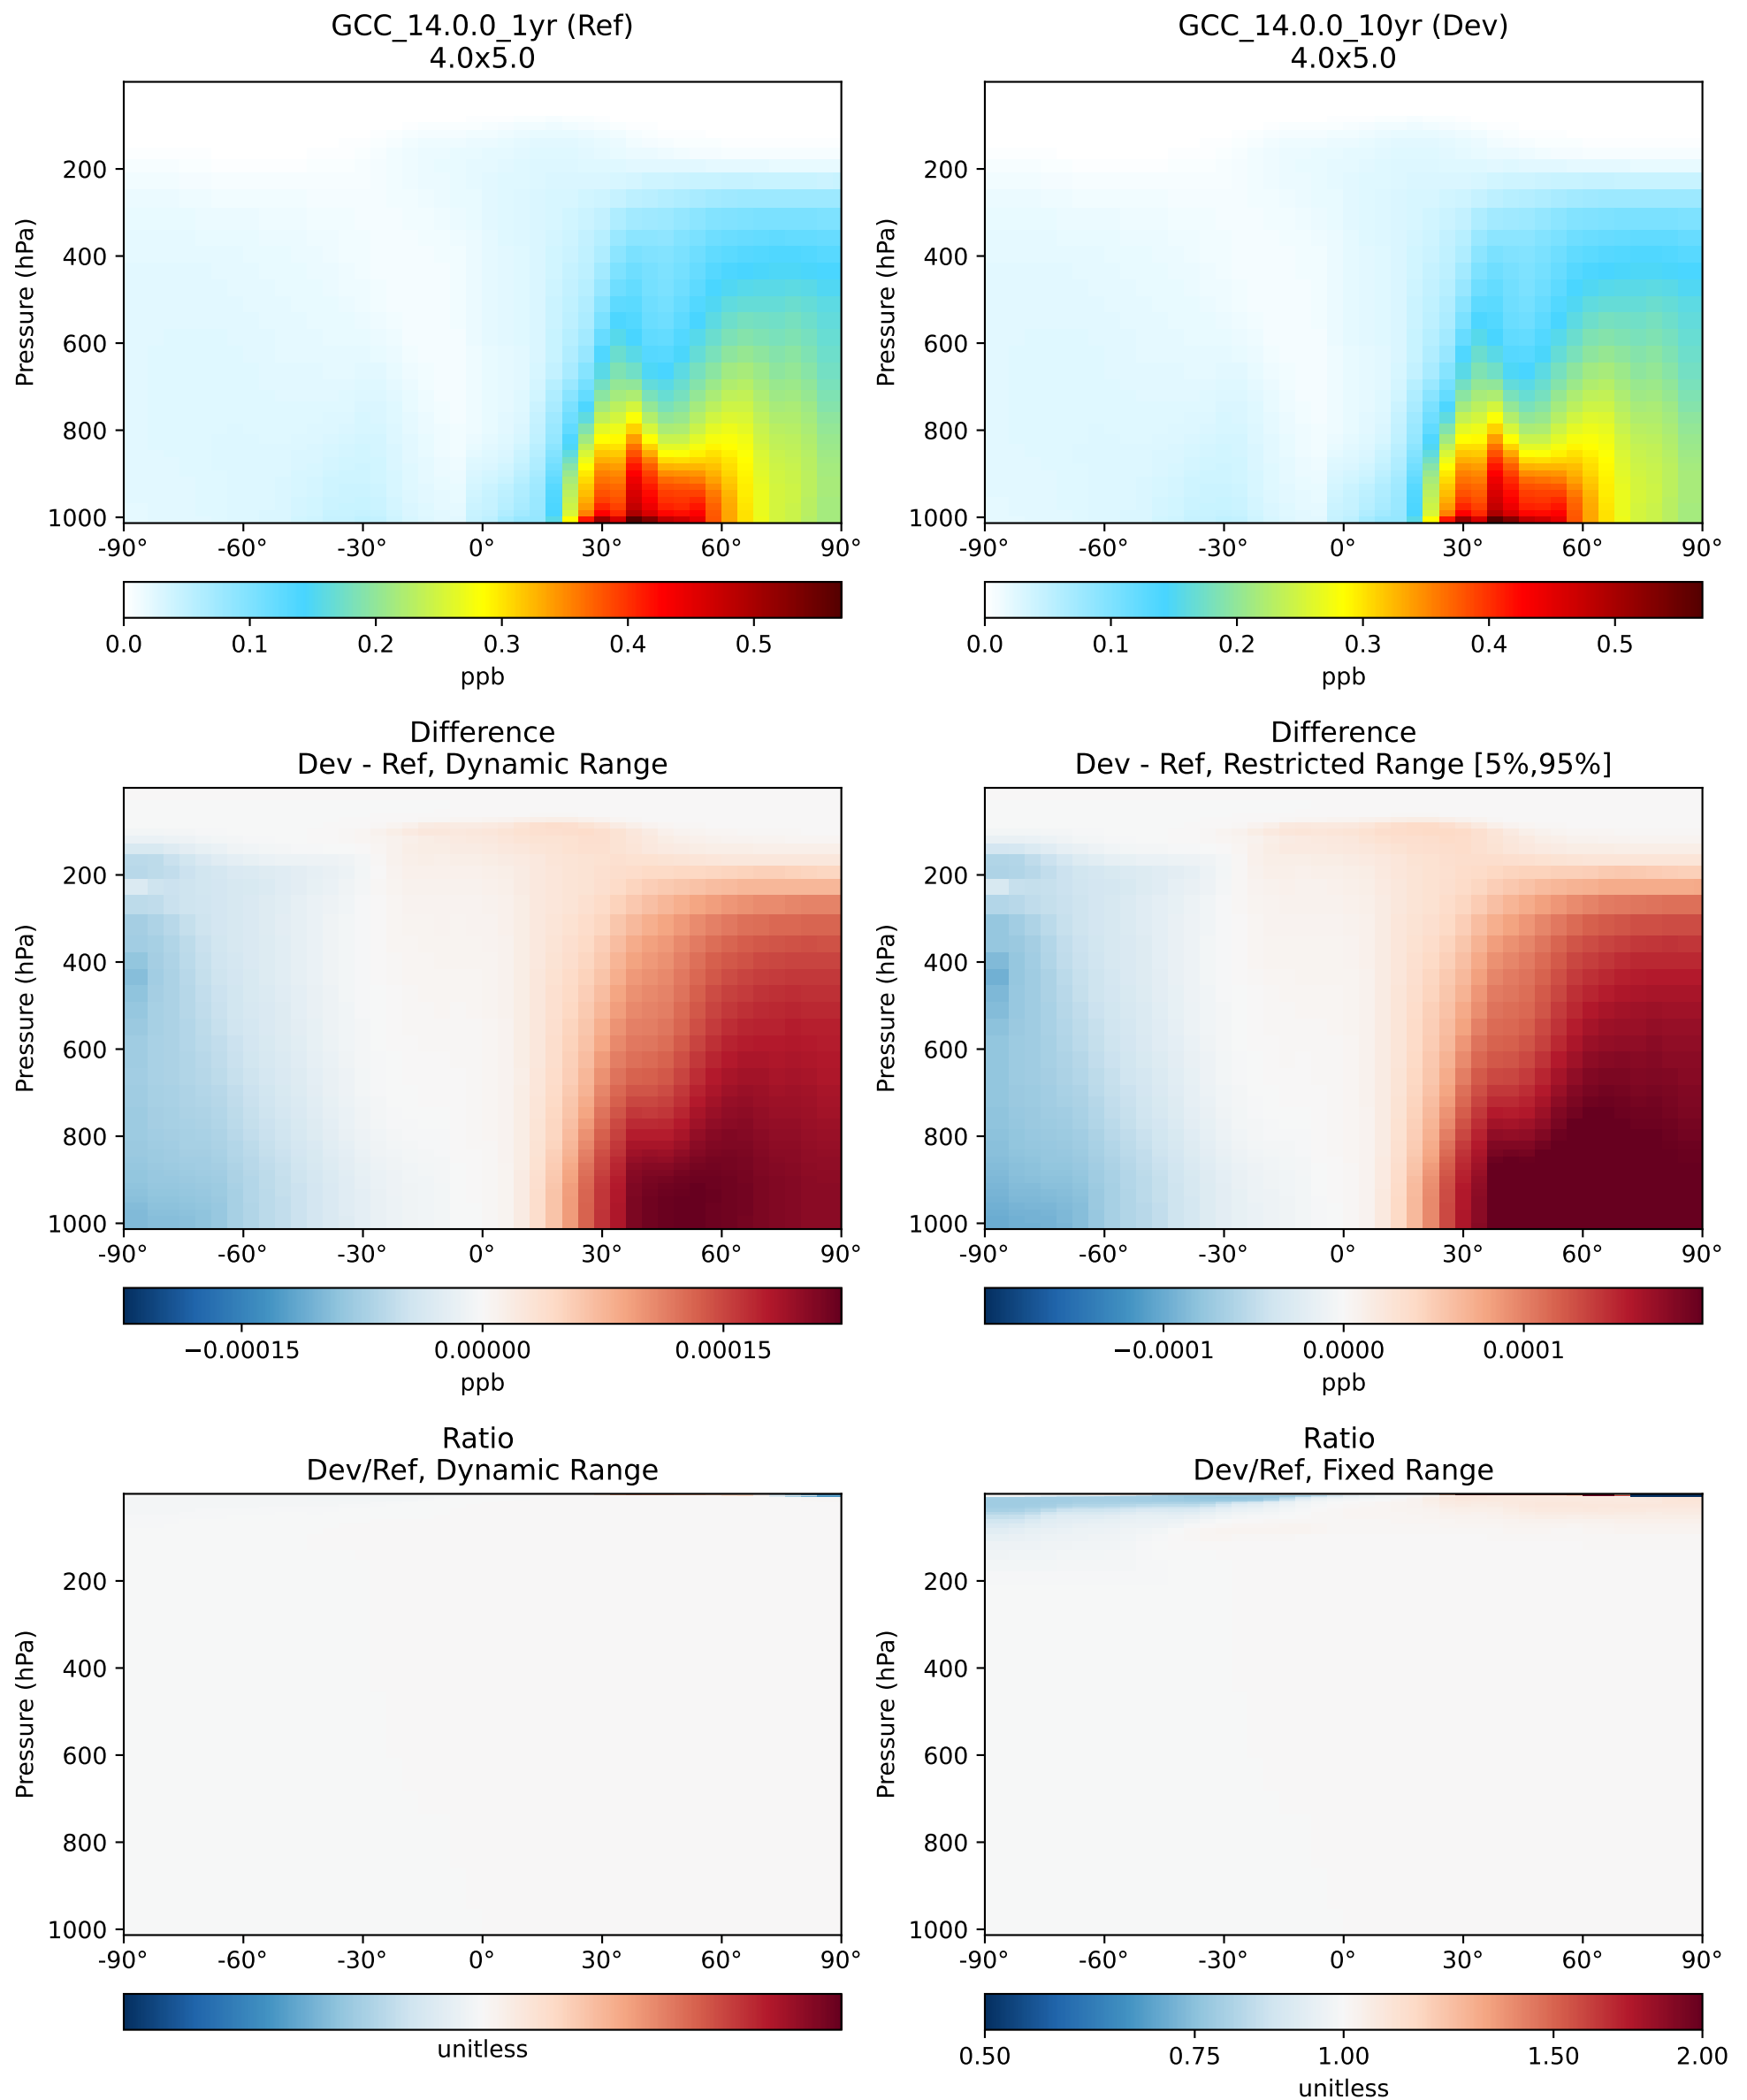 GCC_14.0.0_1yr (Ref)
4.0x5.0
Pressure (hPa)
200
400
600
800
1000
-90° -60° -30° 0° 30° 60° 90°
0.0 0.1 0.2 0.3 0.4 0.5
ppb
GCC_14.0.0_10yr (Dev)
4.0x5.0
Pressure (hPa)
200
400
600
800
1000
-90° -60° -30° 0° 30° 60° 90°
0.0 0.1 0.2 0.3 0.4 0.5
ppb
Difference
Dev - Ref, Dynamic Range
Pressure (hPa)
200
400
600
800
1000
-90° -60° -30° 0° 30° 60° 90°
−0.00015 0.00000 0.00015
ppb
Difference
Dev - Ref, Restricted Range [5%,95%]
Pressure (hPa)
200
400
600
800
1000
-90° -60° -30° 0° 30° 60° 90°
−0.0001 0.0000 0.0001
ppb
Ratio
Dev/Ref, Dynamic Range
Pressure (hPa)
200
400
600
800
1000
-90° -60° -30° 0° 30° 60° 90°
unitless
Ratio
Dev/Ref, Fixed Range
Pressure (hPa)
200
400
600
800
1000
-90° -60° -30° 0° 30° 60° 90°
0.50 0.75 1.00 1.50 2.00
unitless